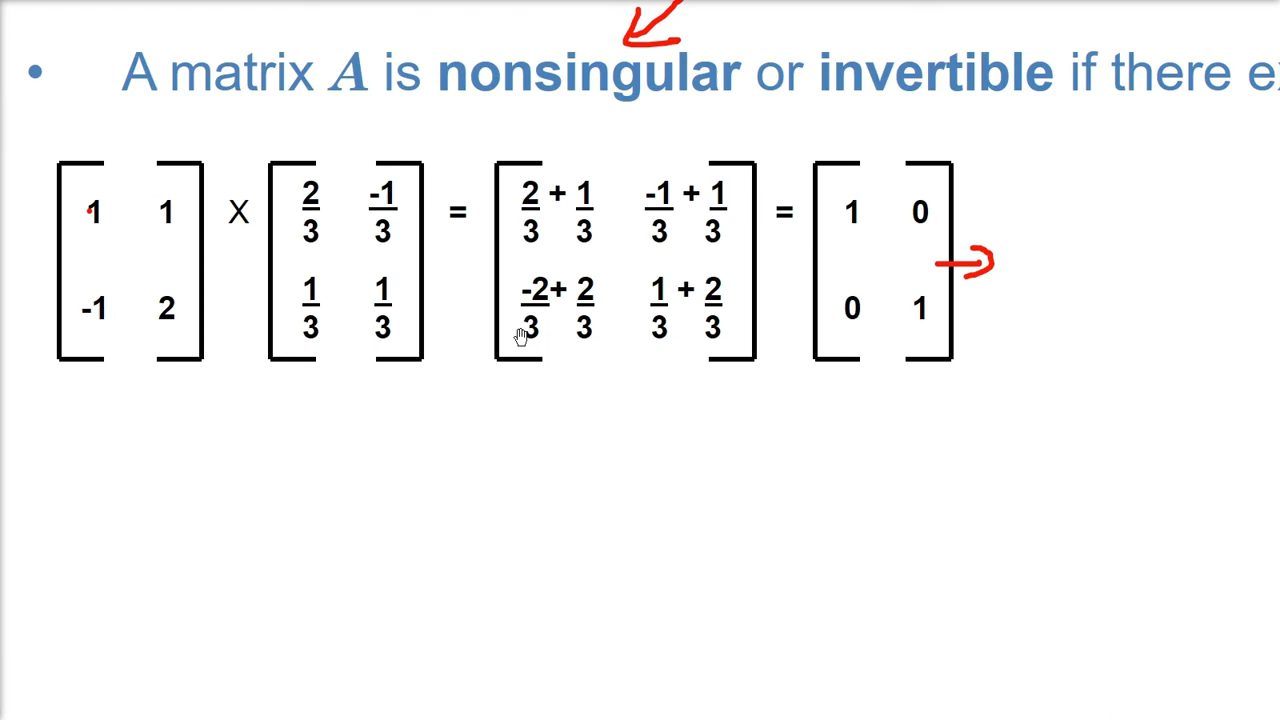 • A matrix A is nonsingular or invertible if there e
1 1 X 2/3 -1/3 = 2/3 + 1/3 -1/3 + 1/3 = 1 0
-1 2 1/3 1/3 -2/3 + 2/3 1/3 + 2/3 0 1